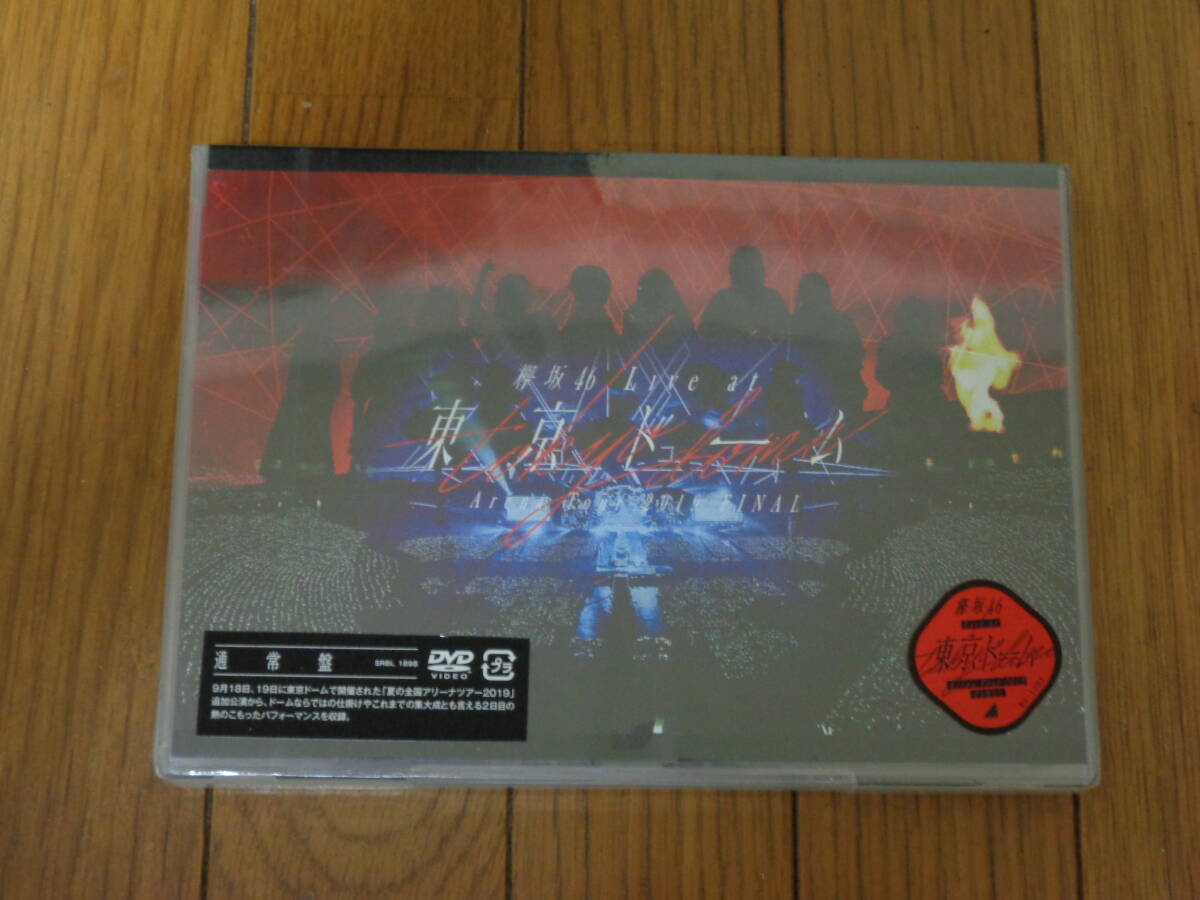 欅坂46 Live at
東京ドーム
Arena Tour 2019 FINAL
通常盤 SRBL 1898 DVD VIDEO プラ
9月18日、19日に東京ドームで開催された「夏の全国アリーナツアー2019」
追加公演から、ドームならではの仕掛けやこれまでの集大成とも言える2日目の
熱のこもったパフォーマンスを収録。
欅坂46
東京ドーム